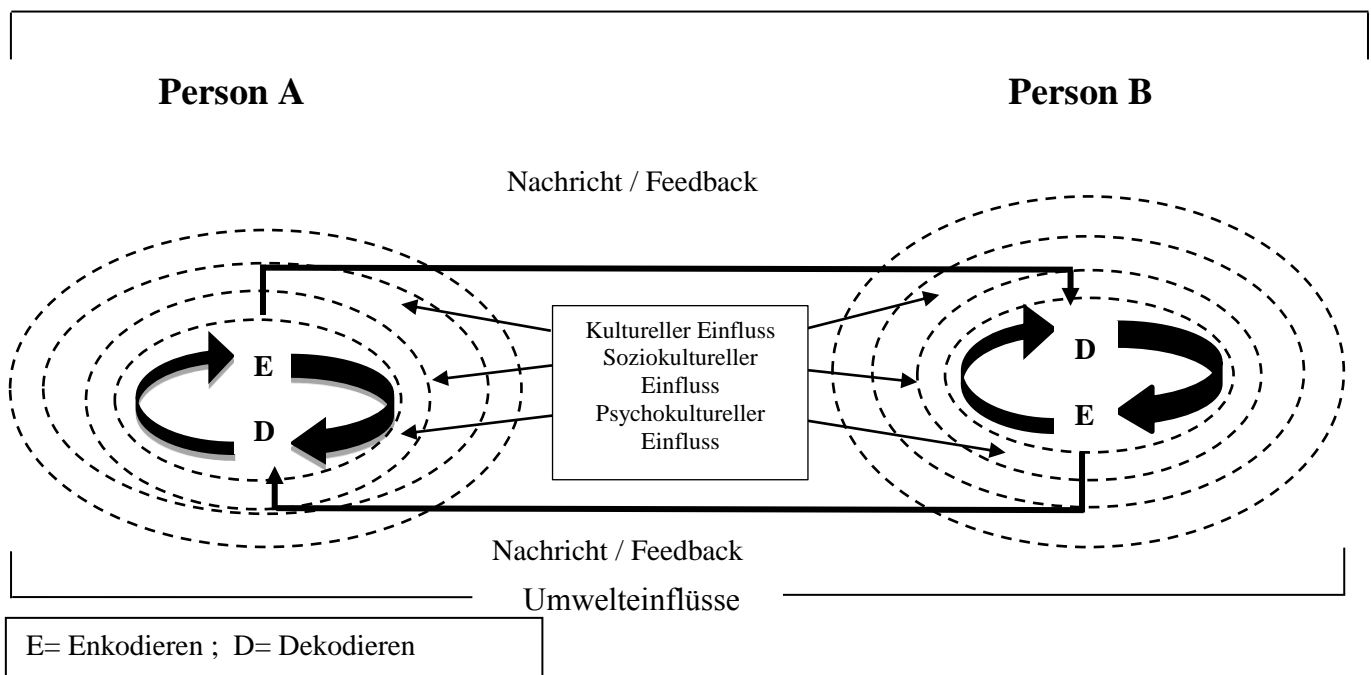 Person A
Person B
Nachricht / Feedback
Kultureller Einfluss
Soziokultureller
Einfluss
Psychokultureller
Einfluss
E
D
D
E
Nachricht / Feedback
Umwelteinflüsse
E= Enkodieren ; D= Dekodieren